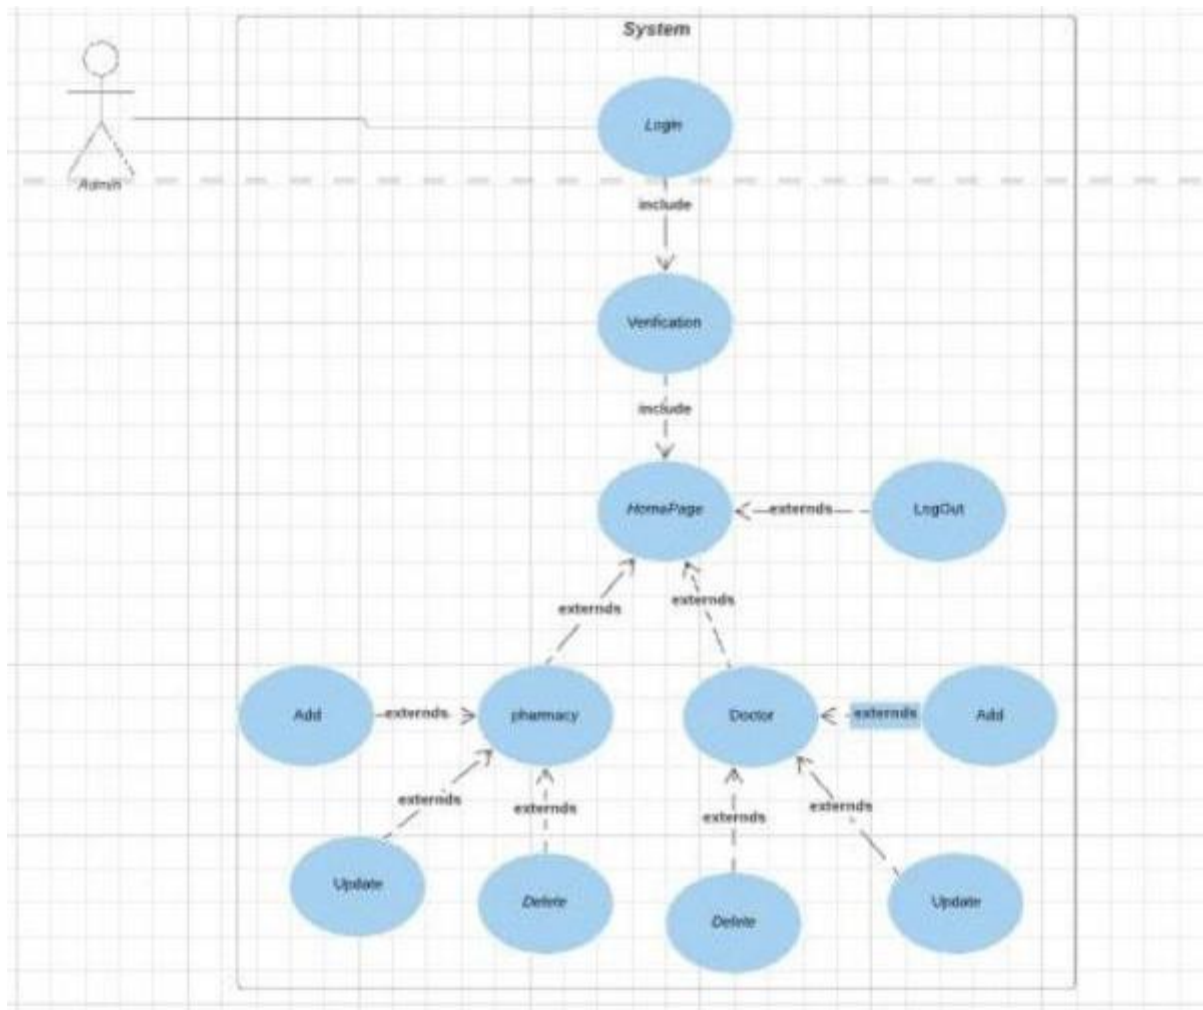 System
Login
Admin
include
Verification
include
HomaPage
externds
LogOut
externds
externds
Add
externds
pharmacy
Doctor
externds
Add
externds
externds
externds
externds
Update
Delete
Delete
Update